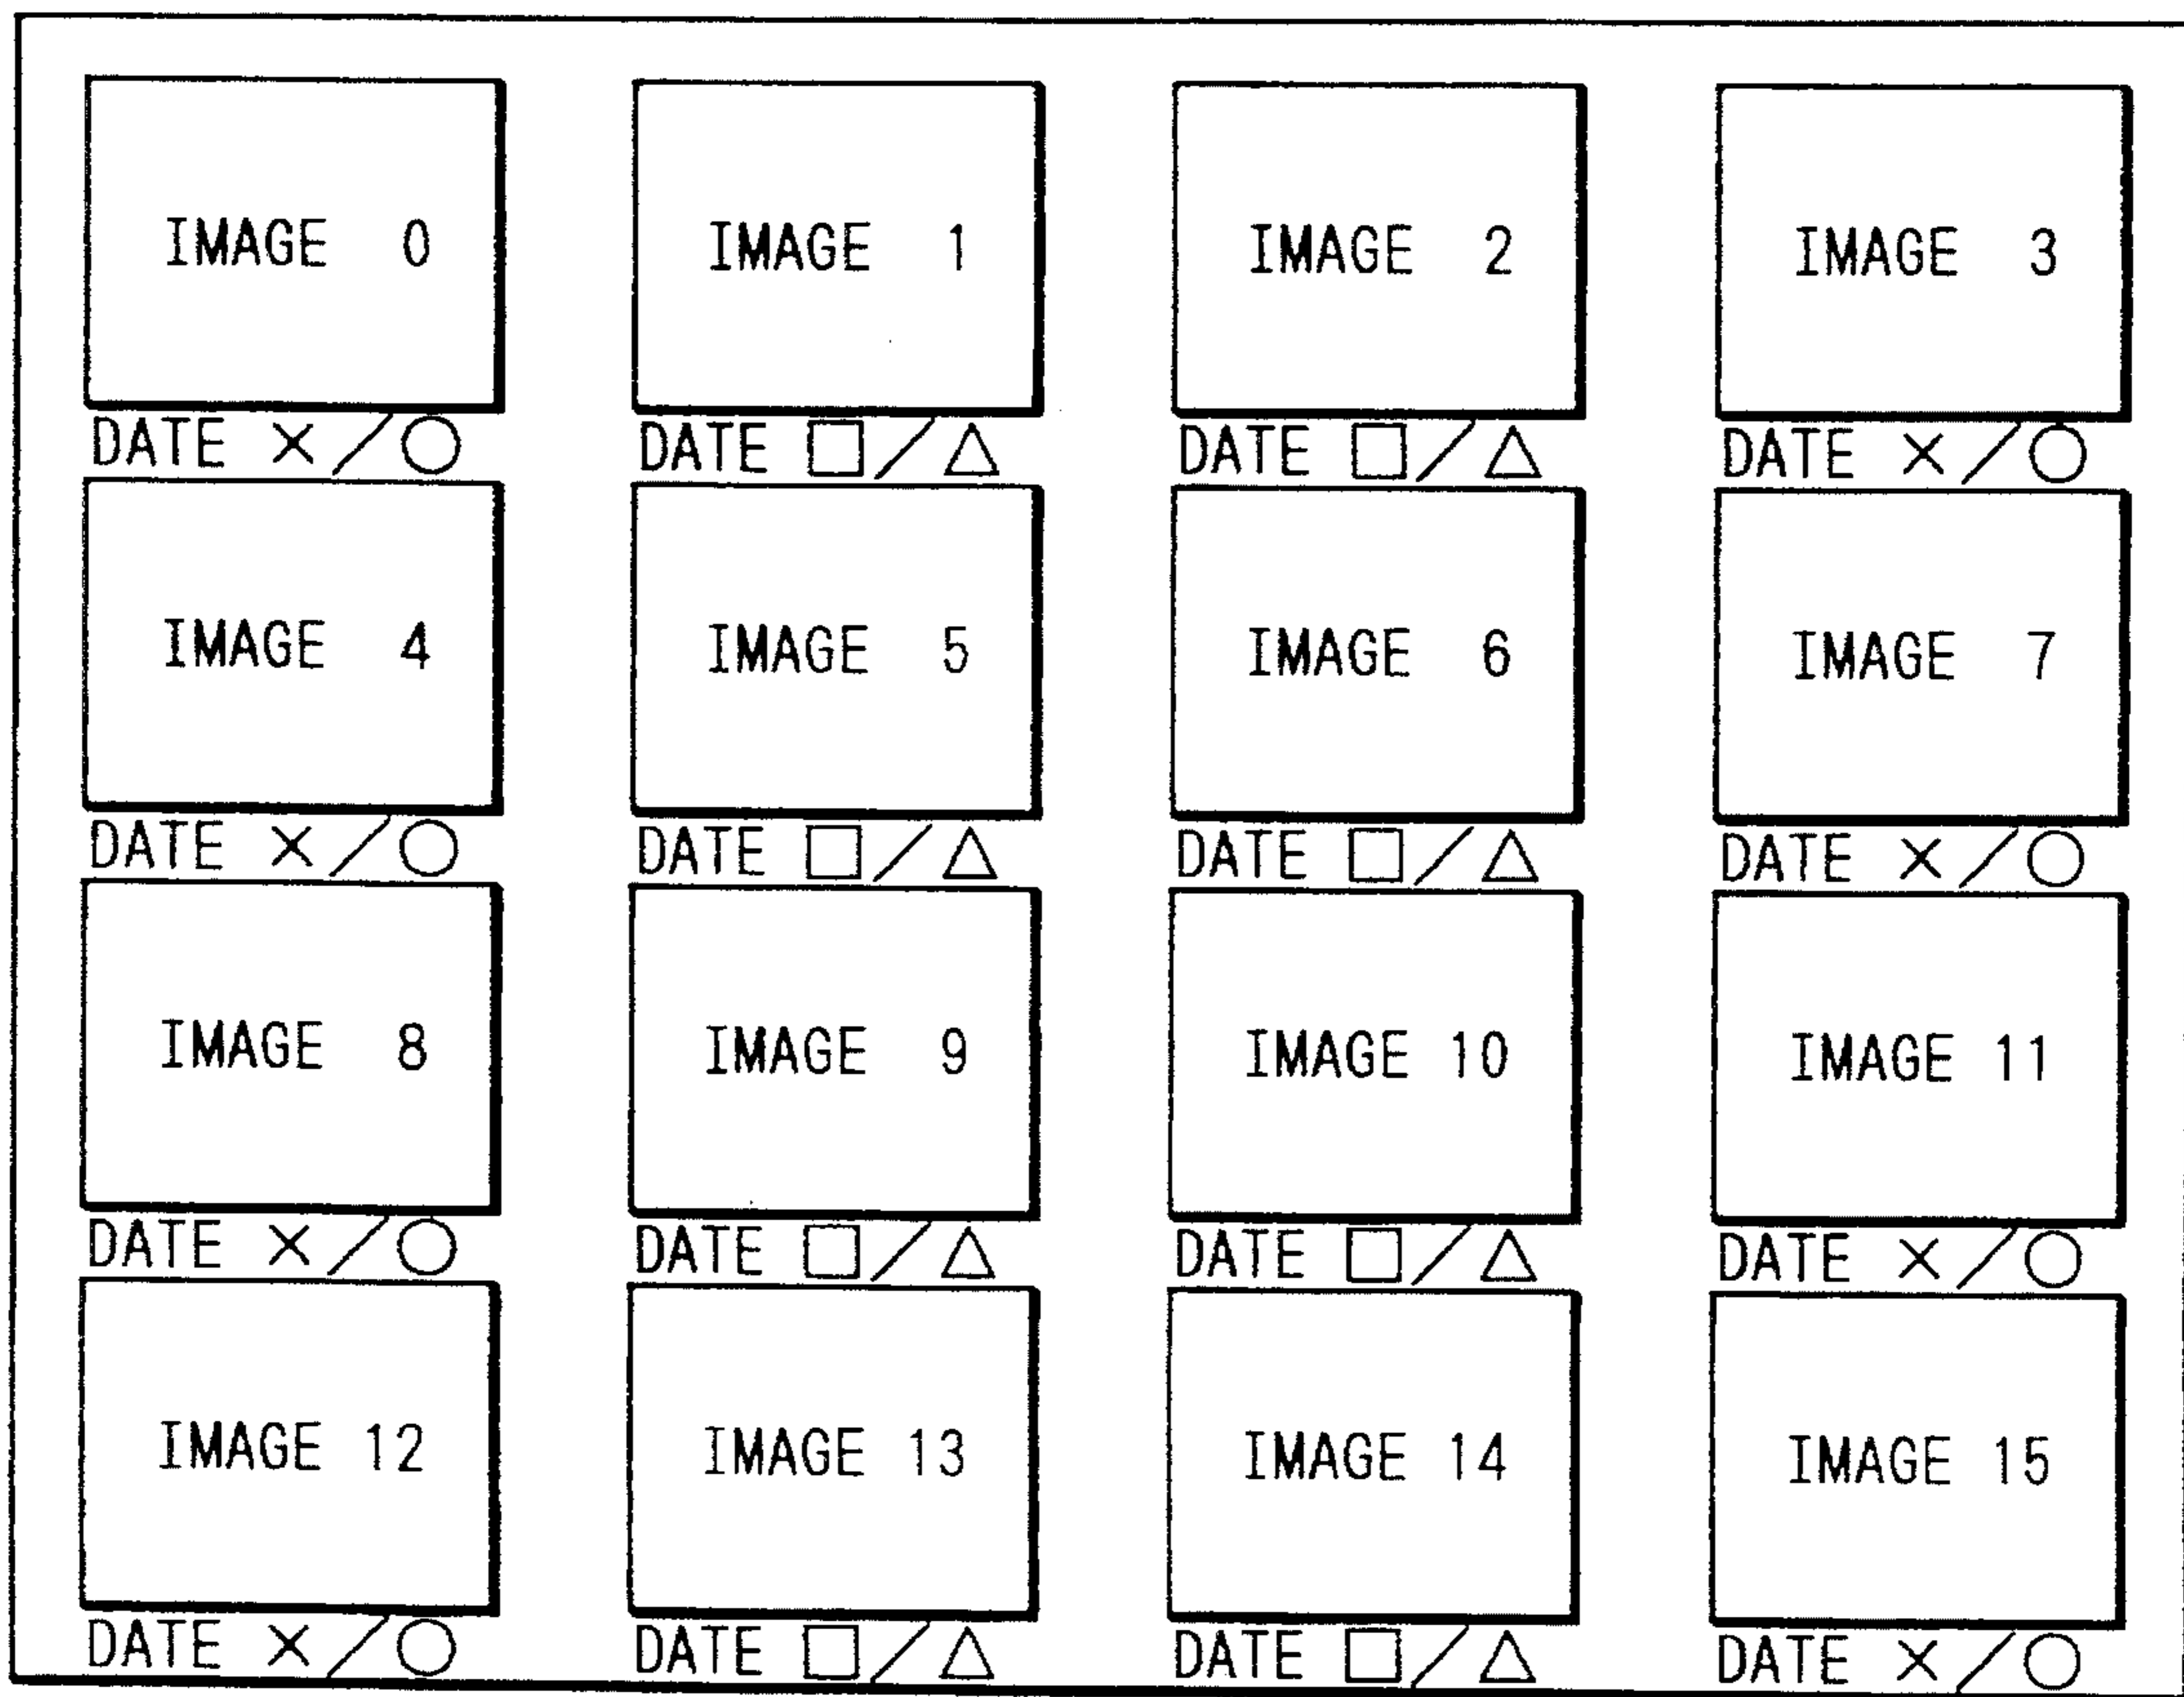 IMAGE 0 IMAGE 1 IMAGE 2 IMAGE 3
DATE ×/○ DATE □/△ DATE □/△ DATE ×/○
IMAGE 4 IMAGE 5 IMAGE 6 IMAGE 7
DATE ×/○ DATE □/△ DATE □/△ DATE ×/○
IMAGE 8 IMAGE 9 IMAGE 10 IMAGE 11
DATE ×/○ DATE □/△ DATE □/△ DATE ×/○
IMAGE 12 IMAGE 13 IMAGE 14 IMAGE 15
DATE ×/○ DATE □/△ DATE □/△ DATE ×/○